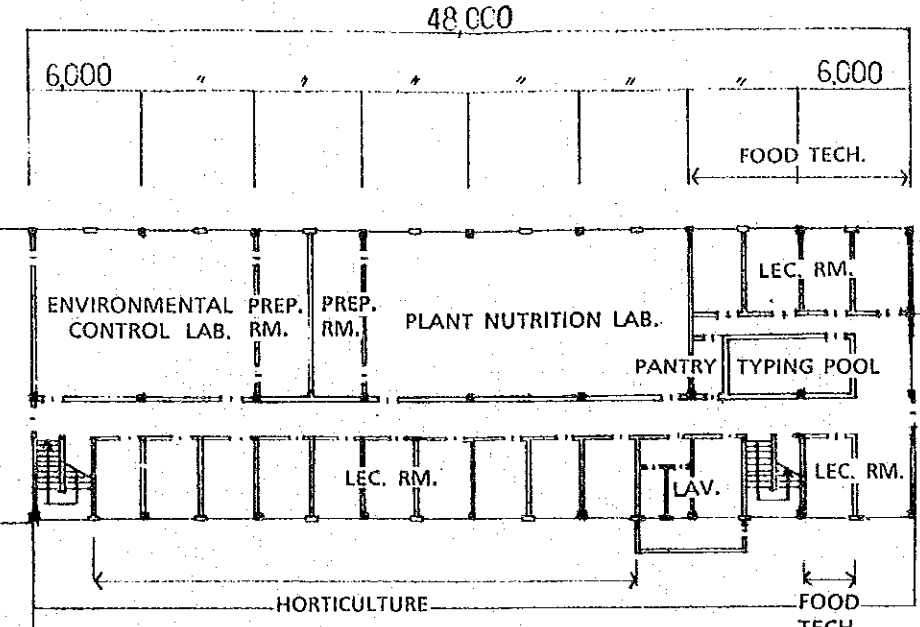 48,000
6,000 " " " " " " 6,000
FOOD TECH.
LEC. RM.
ENVIRONMENTAL
CONTROL LAB.
PREP.
RM.
PREP.
RM.
PLANT NUTRITION LAB.
PANTRY
TYPING POOL
LEC. RM.
LAV.
LEC. RM.
HORTICULTURE
FOOD
TECH.